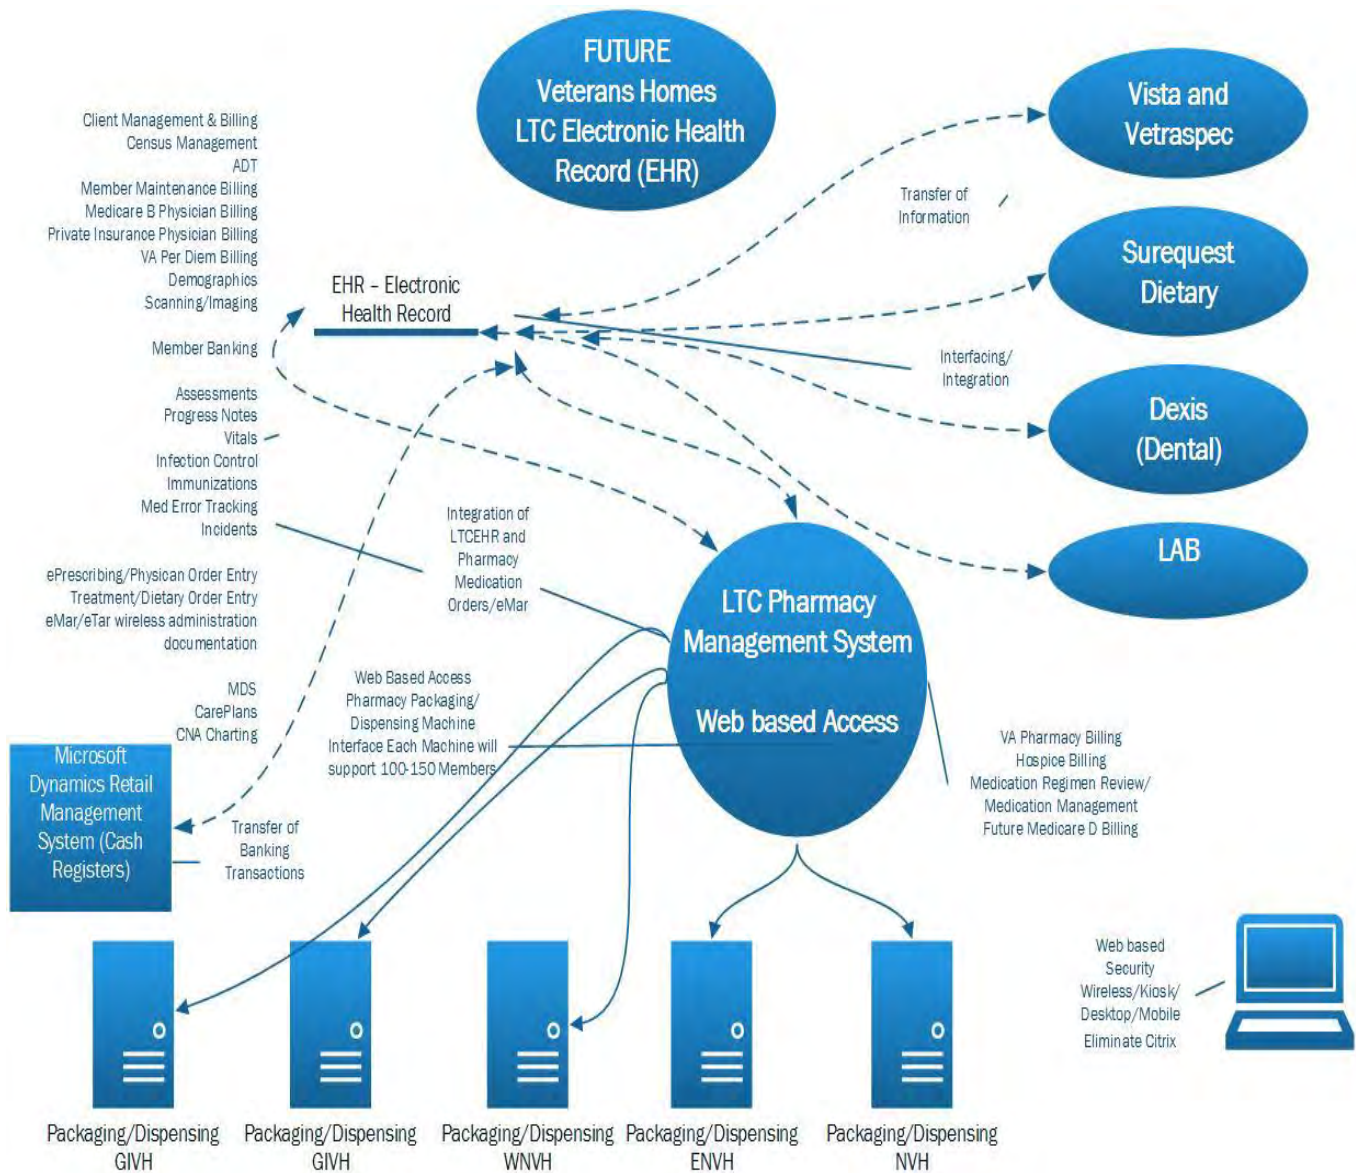 FUTURE
Veterans Homes
LTC Electronic Health
Record (EHR)
Vista and
Vetraspec
Client Management & Billing
Census Management
ADT
Member Maintenance Billing
Medicare B Physician Billing
Private Insurance Physician Billing
VA Per Diem Billing
Demographics
Scanning/Imaging
Member Banking
Assessments
Progress Notes
Vitals
Infection Control
Immunizations
Med Error Tracking
Incidents
ePrescribing/Physican Order Entry
Treatment/Dietary Order Entry
eMar/eTar wireless administration
documentation
MDS
CarePlans
CNA Charting
EHR – Electronic
Health Record
Transfer of
Information
Surequest
Dietary
Interfacing/
Integration
Dexis
(Dental)
LAB
Integration of
LTCEHR and
Pharmacy
Medication
Orders/eMar
LTC Pharmacy
Management System
Web based Access
Web Based Access
Pharmacy Packaging/
Dispensing Machine
Interface Each Machine will
support 100-150 Members
VA Pharmacy Billing
Hospice Billing
Medication Regimen Review/
Medication Management
Future Medicare D Billing
Microsoft
Dynamics Retail
Management
System (Cash
Registers)
Transfer of
Banking
Transactions
Web based
Security
Wireless/Kiosk/
Desktop/Mobile
Eliminate Citrix
Packaging/Dispensing
GIVH
Packaging/Dispensing
GIVH
Packaging/Dispensing
WNVH
Packaging/Dispensing
ENVH
Packaging/Dispensing
NVH